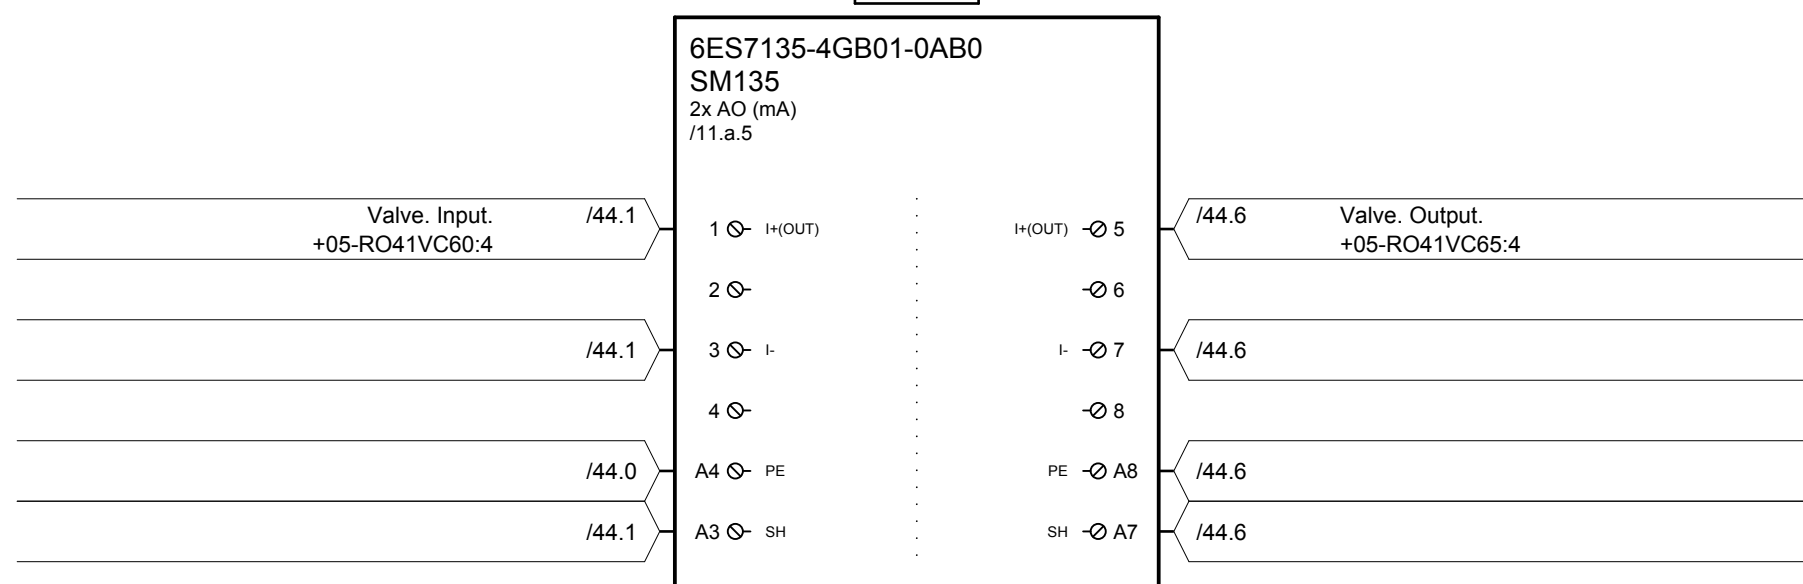 6ES7135-4GB01-0AB0
SM135
2x AO (mA)
/11.a.5
Valve. Input. /44.1 1 I+(OUT) I+(OUT) 5 /44.6 Valve. Output.
+05-RO41VC60:4 +05-RO41VC65:4
2 6
/44.1 3 I- I- 7 /44.6
4 8
/44.0 A4 PE PE A8 /44.6
/44.1 A3 SH SH A7 /44.6